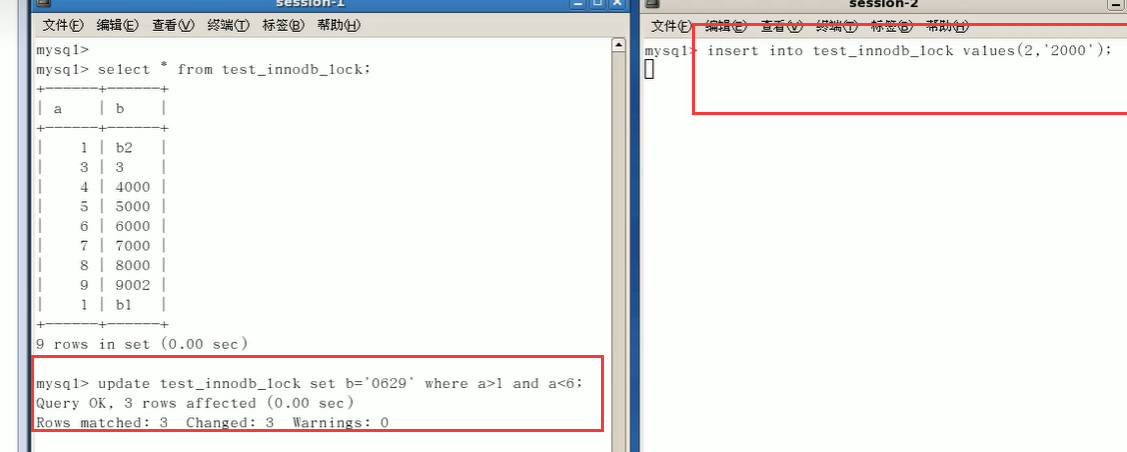 session-1
文件(F) 编辑(E) 查看(V) 终端(T) 标签(B) 帮助(H)
mysql>
mysql> select * from test_innodb_lock;
+------+------+
| a | b |
+------+------+
| 1 | b2 |
| 3 | 3 |
| 4 | 4000 |
| 5 | 5000 |
| 6 | 6000 |
| 7 | 7000 |
| 8 | 8000 |
| 9 | 9002 |
| 1 | b1 |
+------+------+
9 rows in set (0.00 sec)
mysql> update test_innodb_lock set b='0629' where a>1 and a<6;
Query OK, 3 rows affected (0.00 sec)
Rows matched: 3 Changed: 3 Warnings: 0
session-2
文件(F) 编辑(E) 查看(V) 终端(T) 标签(B) 帮助(H)
mysql> insert into test_innodb_lock values(2,'2000');